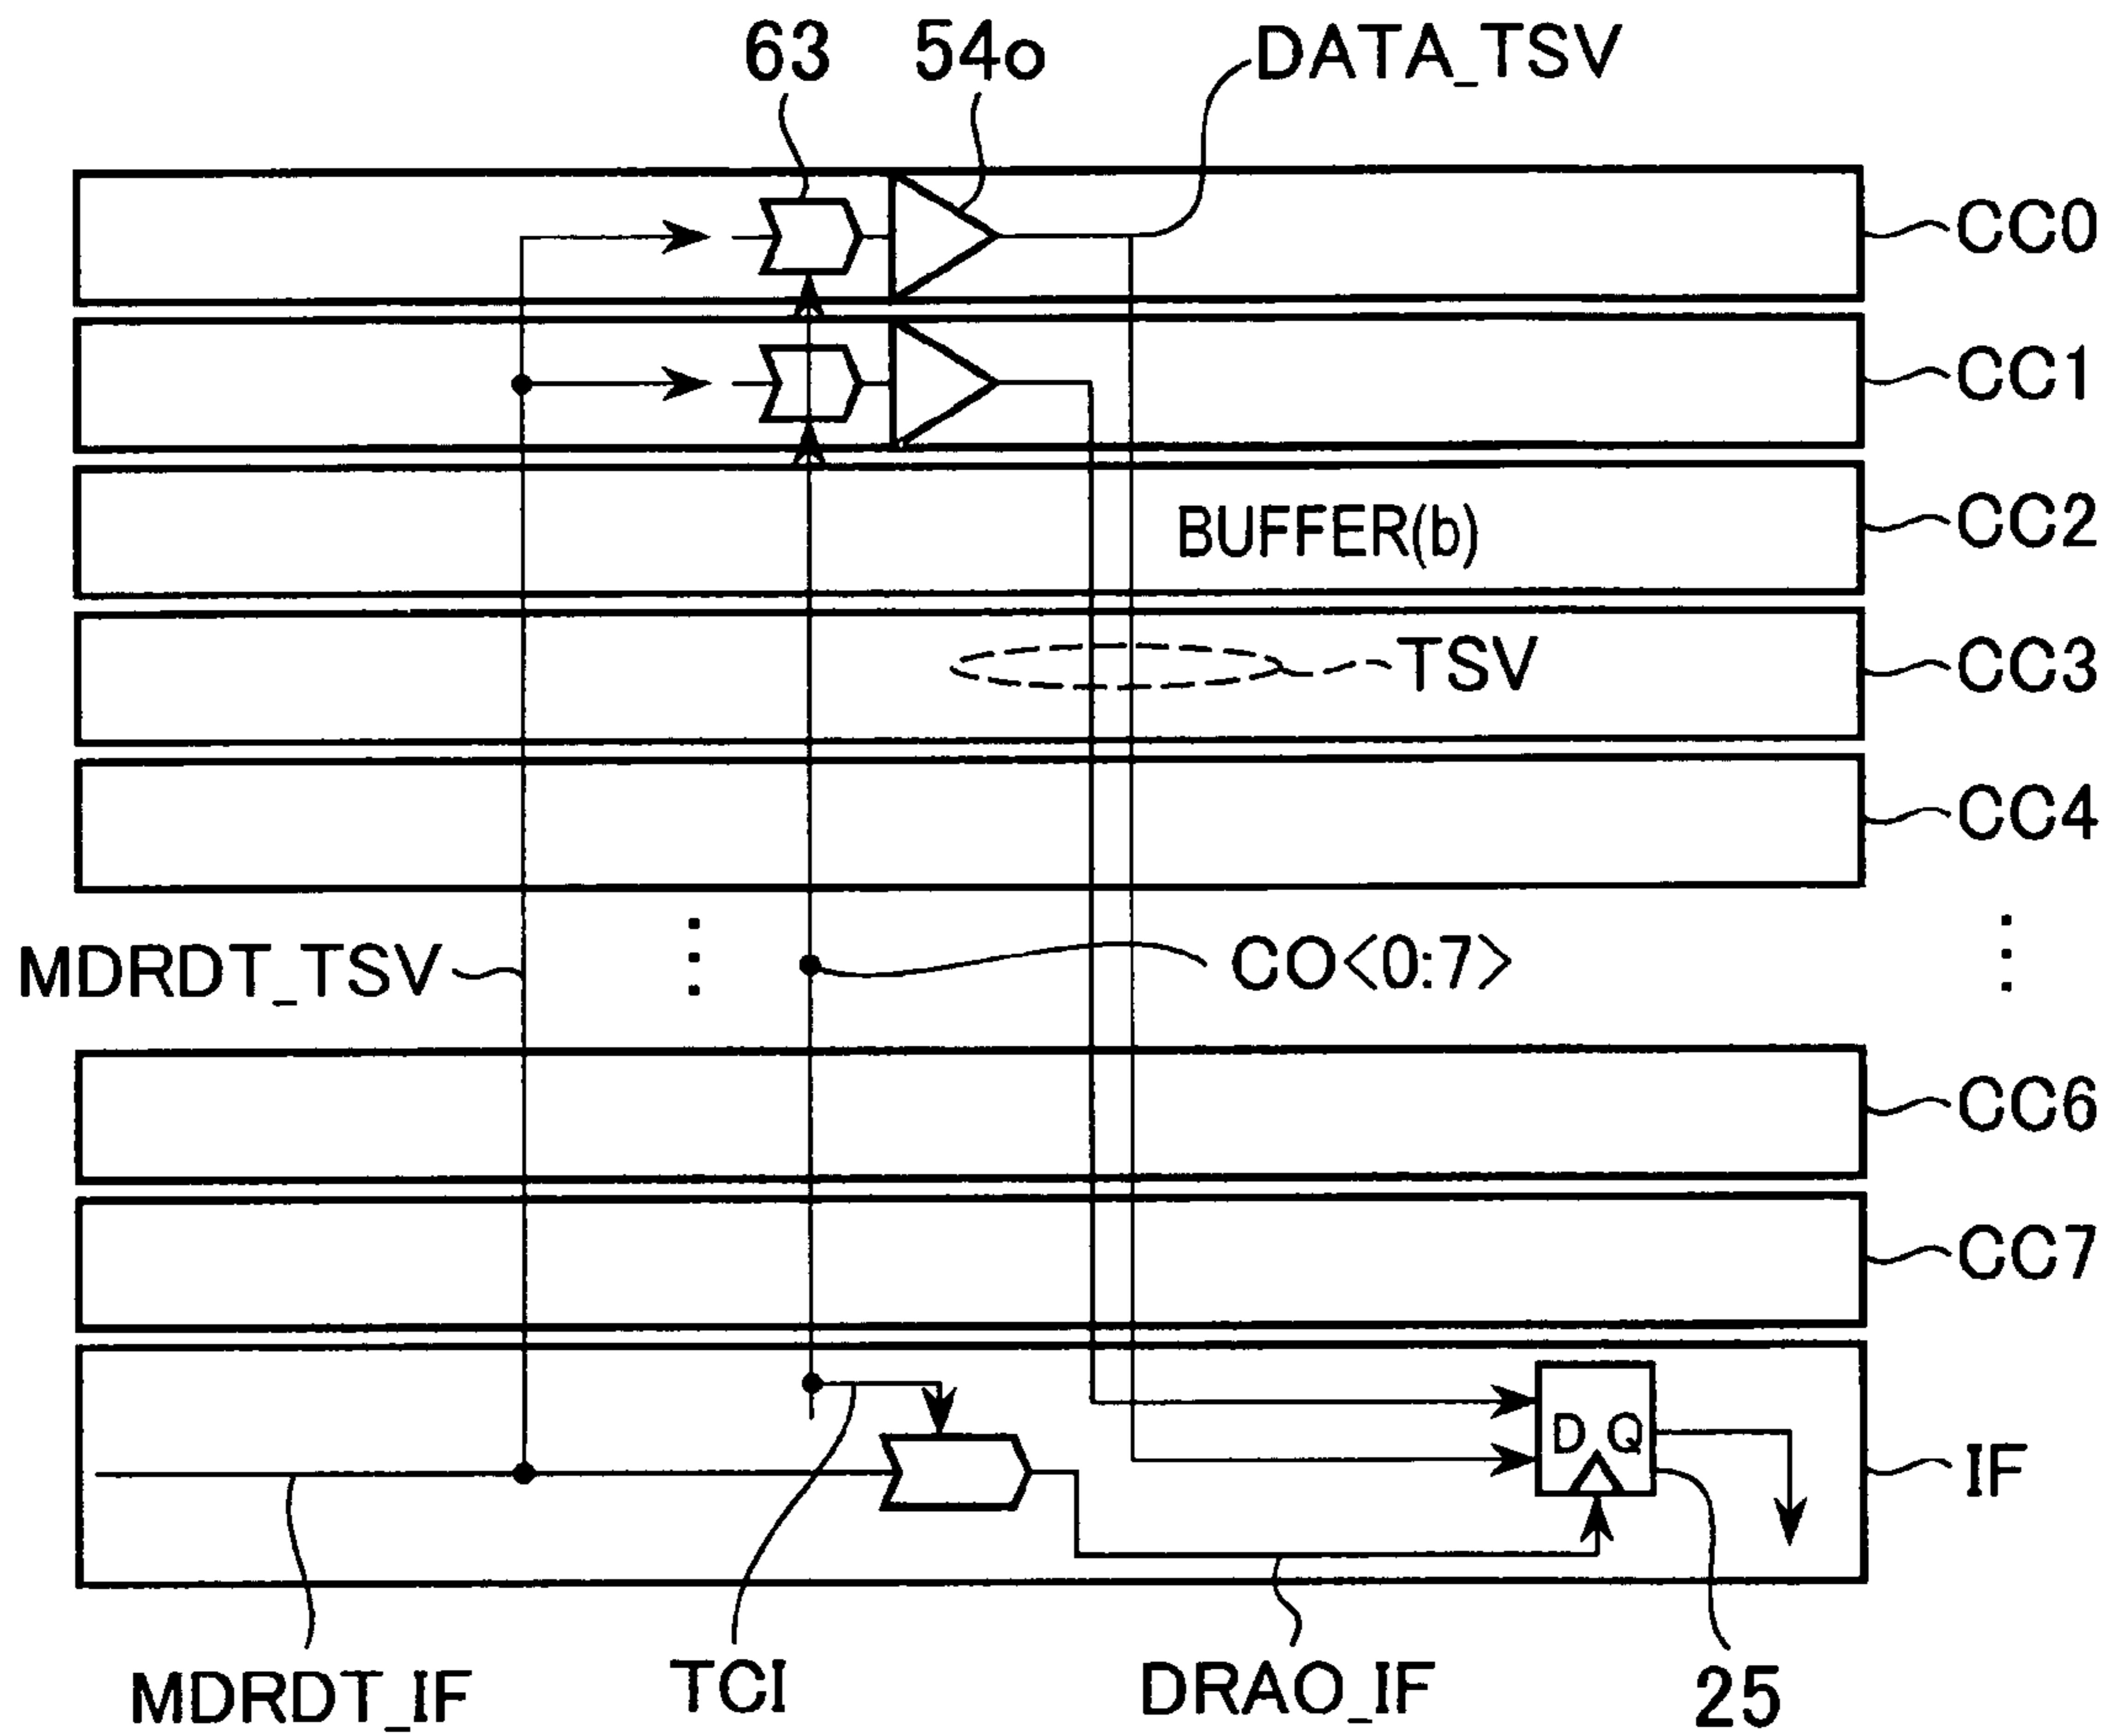 63
54o
DATA_TSV
CC0
CC1
BUFFER(b)
CC2
TSV
CC3
CC4
MDRDT_TSV
CO<0:7>
CC6
CC7
D Q
IF
MDRDT_IF
TCI
DRAO_IF
25